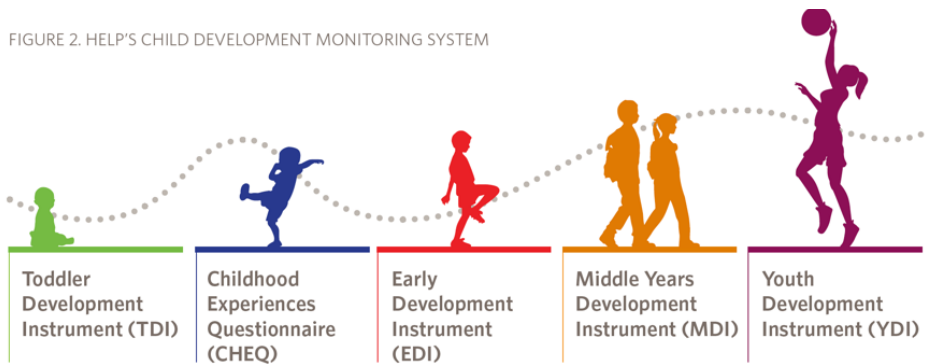 FIGURE 2. HELP'S CHILD DEVELOPMENT MONITORING SYSTEM
Toddler
Development
Instrument (TDI)
Childhood
Experiences
Questionnaire
(CHEQ)
Early
Development
Instrument
(EDI)
Middle Years
Development
Instrument (MDI)
Youth
Development
Instrument (YDI)